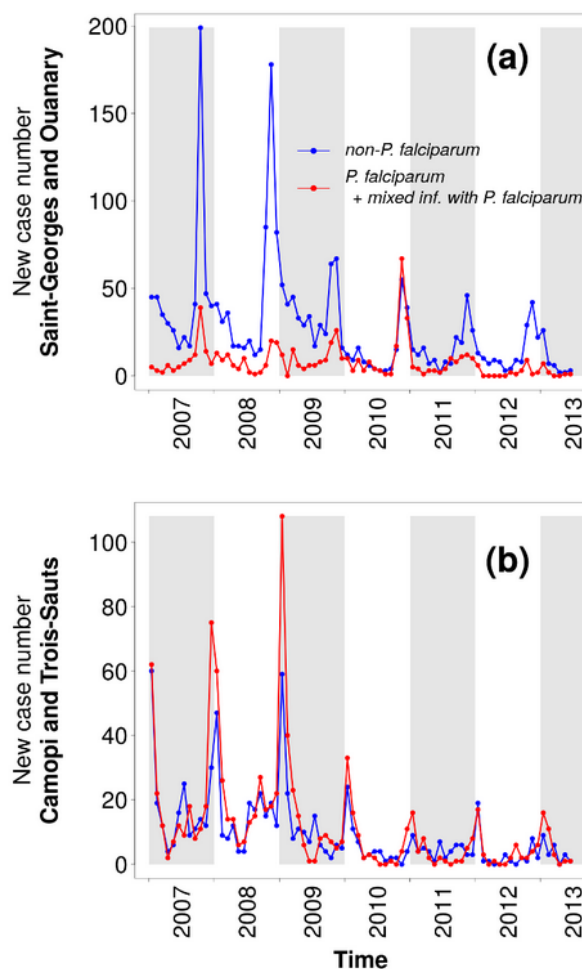 200
150
100
50
0
New case number
Saint-Georges and Ouanary
(a)
non-P. falciparum
P. falciparum
+ mixed inf. with P. falciparum
2007
2008
2009
2010
2011
2012
2013
100
80
60
40
20
0
New case number
Camopi and Trois-Sauts
(b)
2007
2008
2009
2010
2011
2012
2013
Time